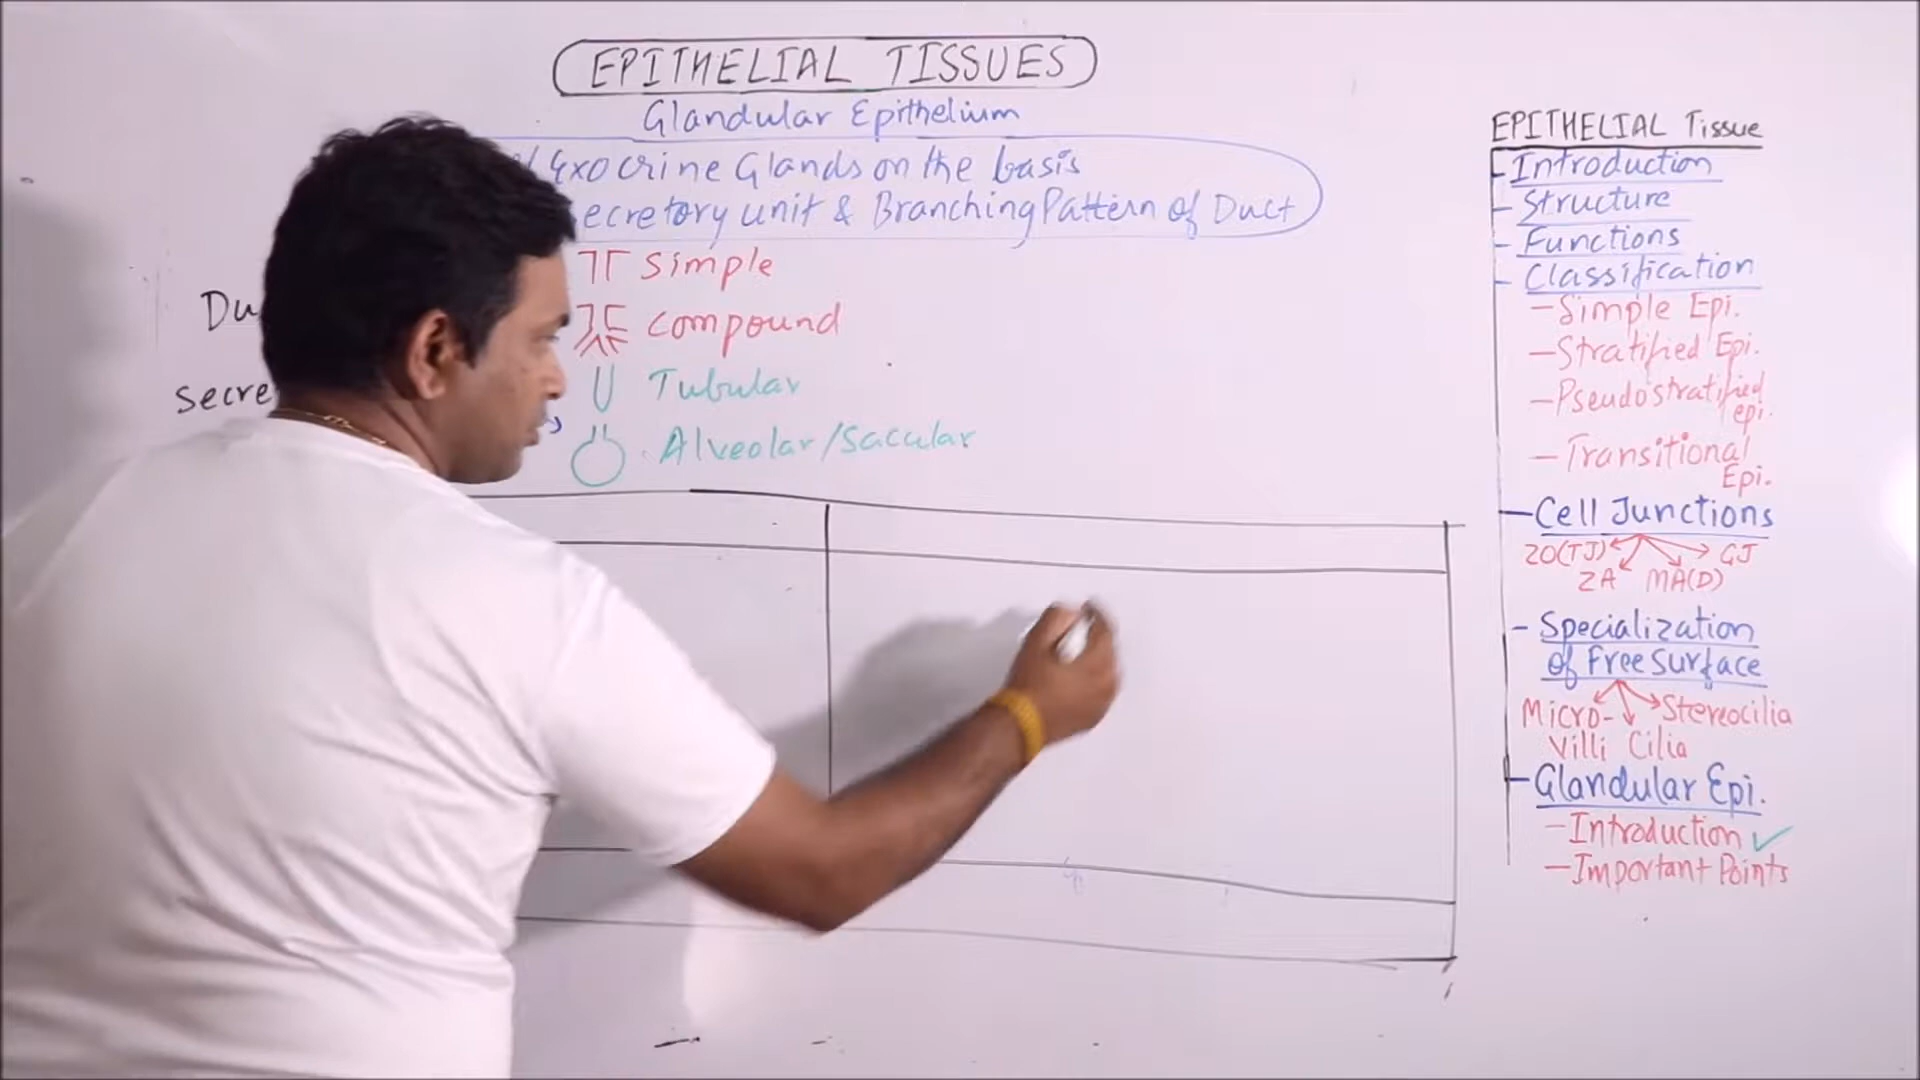 EPITHELIAL TISSUES
Glandular Epithelium
Exocrine Glands on the basis
ecretory unit & Branching Pattern of Duct
Simple
Du
compound
Tubular
secre
Alveolar/Saccular
EPITHELIAL Tissue
- Introduction
- Structure
- Functions
- Classification
- Simple Epi.
- Stratified Epi.
- Pseudostratified
epi.
- Transitional
Epi.
- Cell Junctions
ZO(TJ) GJ
ZA MA(D)
- Specialization
of Free Surface
Micro- Stereocilia
Villi Cilia
- Glandular Epi.
- Introduction ✓
- Important Points